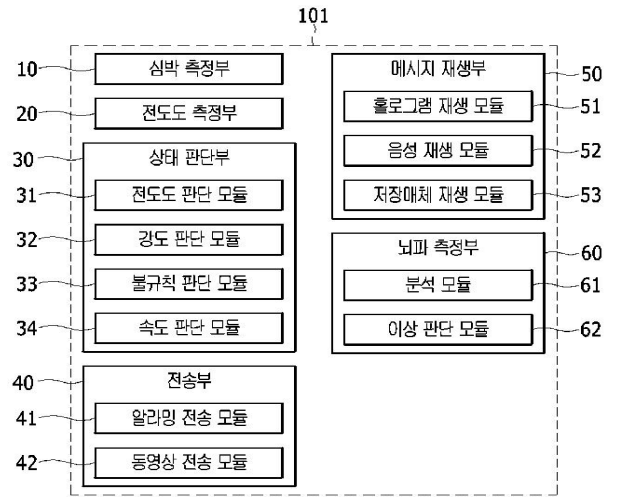 101
10 심박 측정부
20 전도도 측정부
30 상태 판단부
31 전도도 판단 모듈
32 강도 판단 모듈
33 불규칙 판단 모듈
34 속도 판단 모듈
40 전송부
41 알라밍 전송 모듈
42 동영상 전송 모듈
메시지 재생부 50
홀로그램 재생 모듈 51
음성 재생 모듈 52
저장매체 재생 모듈 53
뇌파 측정부 60
분석 모듈 61
이상 판단 모듈 62